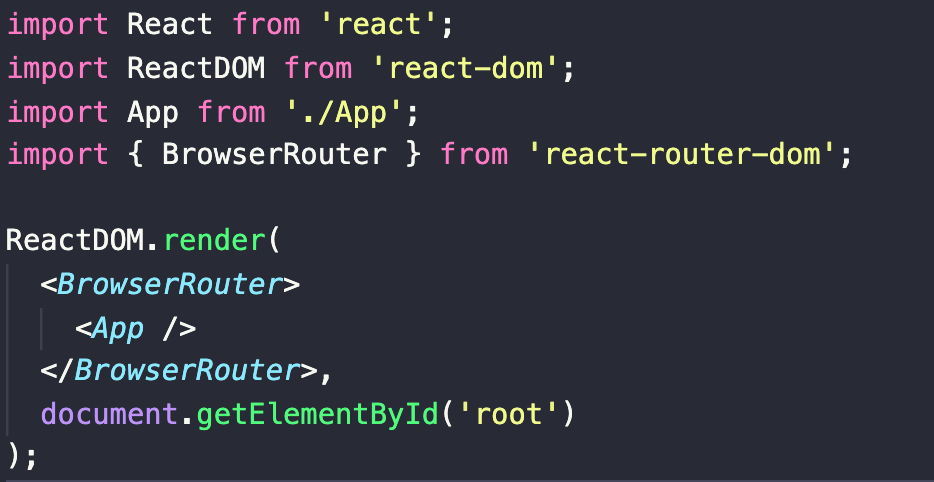 import React from 'react';
import ReactDOM from 'react-dom';
import App from './App';
import { BrowserRouter } from 'react-router-dom';

ReactDOM.render(
  <BrowserRouter>
    <App />
  </BrowserRouter>,
  document.getElementById('root')
);